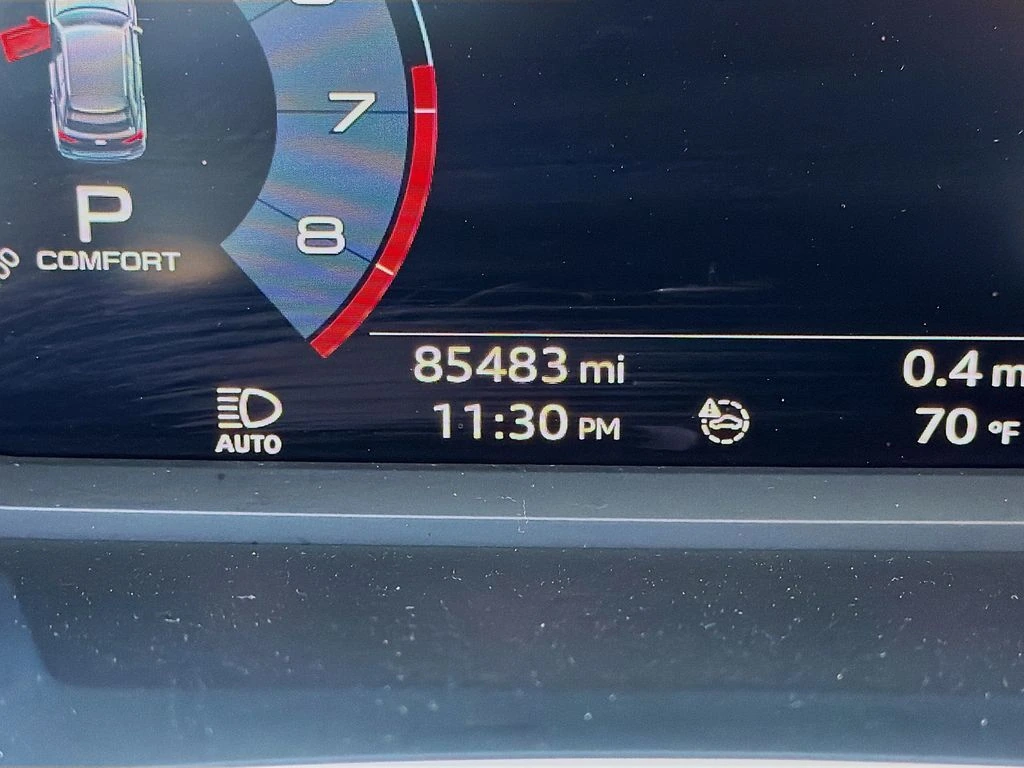 7
8
P
COMFORT
85483 mi
0.4 m
AUTO
11:30 PM
70 °F